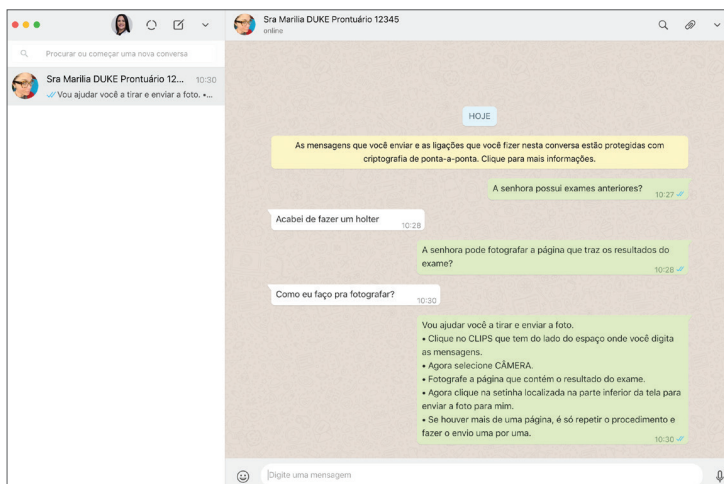 Sra Marilia DUKE Prontuário 12345
online
Procurar ou começar uma nova conversa
Sra Marilia DUKE Prontuário 12... 10:30
Vou ajudar você a tirar e enviar a foto. •...
HOJE
As mensagens que você enviar e as ligações que você fizer nesta conversa estão protegidas com
criptografia de ponta-a-ponta. Clique para mais informações.
A senhora possui exames anteriores?
10:27
Acabei de fazer um holter
10:28
A senhora pode fotografar a página que traz os resultados do
exame?
10:28
Como eu faço pra fotografar?
10:30
Vou ajudar você a tirar e enviar a foto.
• Clique no CLIPS que tem do lado do espaço onde você digita
as mensagens.
• Agora selecione CÂMERA.
• Fotografe a página que contém o resultado do exame.
• Agora clique na setinha localizada na parte inferior da tela para
enviar a foto para mim.
• Se houver mais de uma página, é só repetir o procedimento e
fazer o envio uma por uma.
10:30
Digite uma mensagem